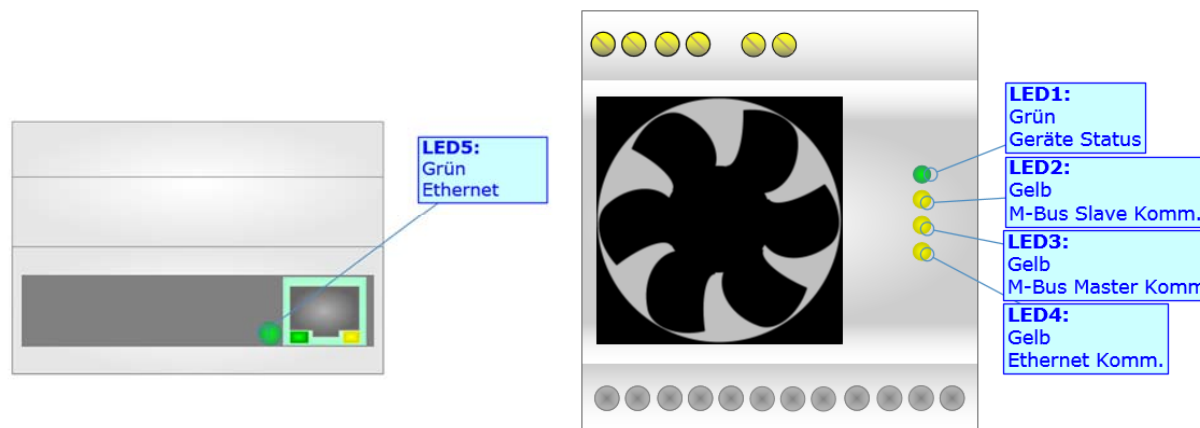 LED5:
Grün
Ethernet
LED1:
Grün
Geräte Status
LED2:
Gelb
M-Bus Slave Komm.
LED3:
Gelb
M-Bus Master Komm
LED4:
Gelb
Ethernet Komm.